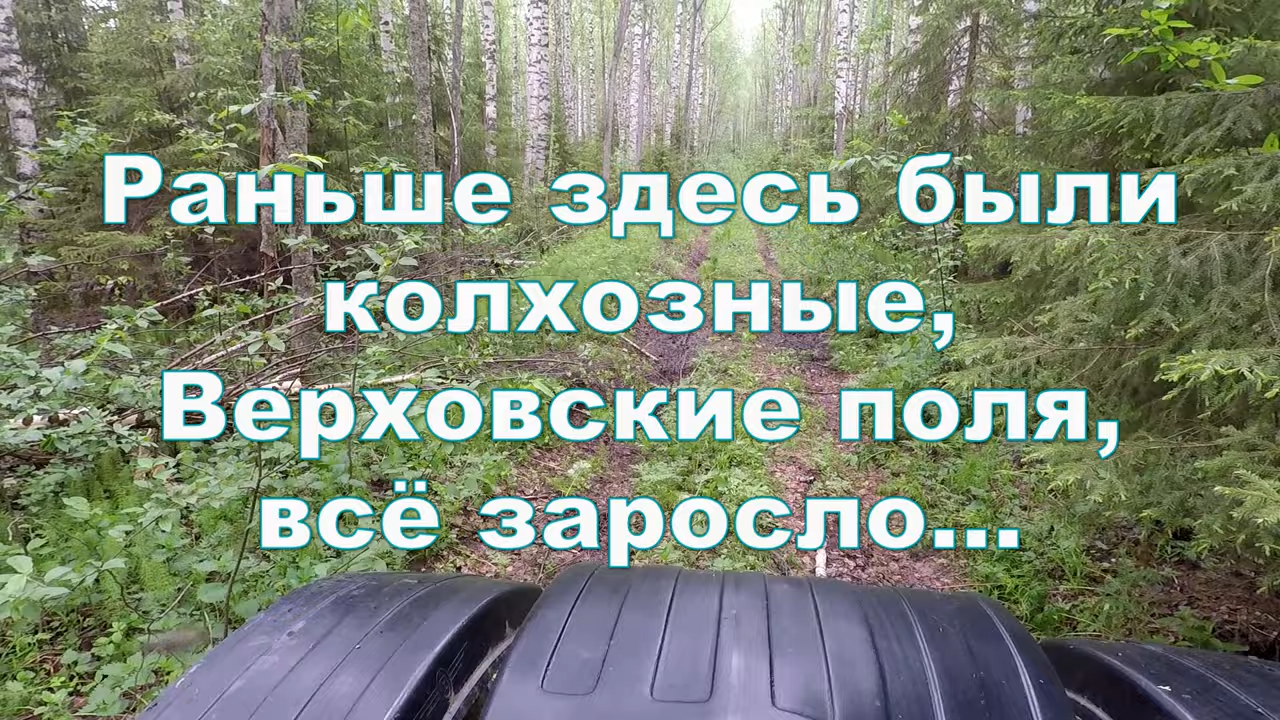 Раньше здесь были
колхозные,
Верховские поля,
всё заросло...